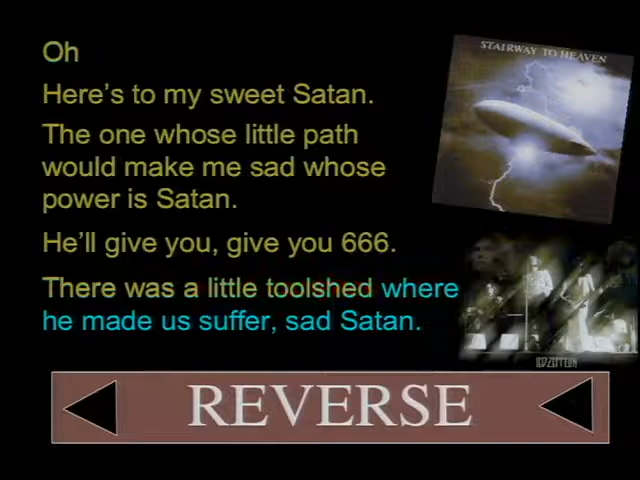 STAIRWAY TO HEAVEN
Oh
Here's to my sweet Satan.
The one whose little path
would make me sad whose
power is Satan.
He'll give you, give you 666.
There was a little toolshed where
he made us suffer, sad Satan.
LED ZEPPELIN
REVERSE